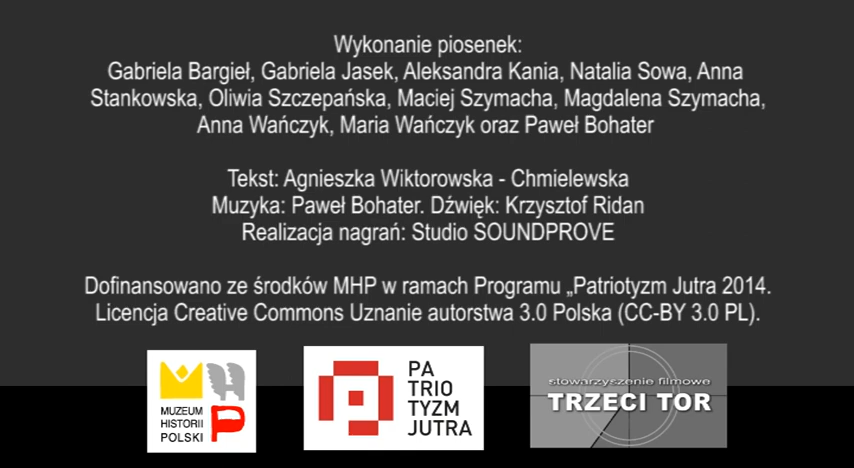 Wykonanie piosenek:
Gabriela Bargieł, Gabriela Jasek, Aleksandra Kania, Natalia Sowa, Anna
Stankowska, Oliwia Szczepańska, Maciej Szymacha, Magdalena Szymacha,
Anna Wańczyk, Maria Wańczyk oraz Paweł Bohater
Tekst: Agnieszka Wiktorowska - Chmielewska
Muzyka: Paweł Bohater. Dźwięk: Krzysztof Ridan
Realizacja nagrań: Studio SOUNDPROVE
Dofinansowano ze środków MHP w ramach Programu „Patriotyzm Jutra 2014.
Licencja Creative Commons Uznanie autorstwa 3.0 Polska (CC-BY 3.0 PL).
MHP
MUZEUM
HISTORII
POLSKI
PA
TRIO
TYZM
JUTRA
stowarzyszenie filmowe
TRZECI TOR